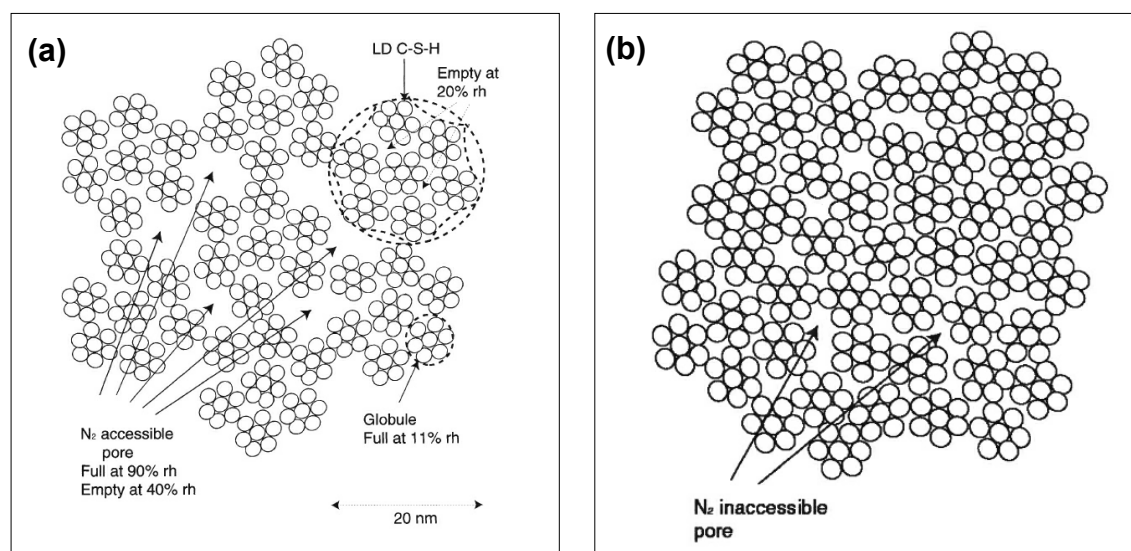 (a)
LD C-S-H
Empty at
20% rh
N₂ accessible
pore
Full at 90% rh
Empty at 40% rh
Globule
Full at 11% rh
20 nm
(b)
N₂ inaccessible
pore